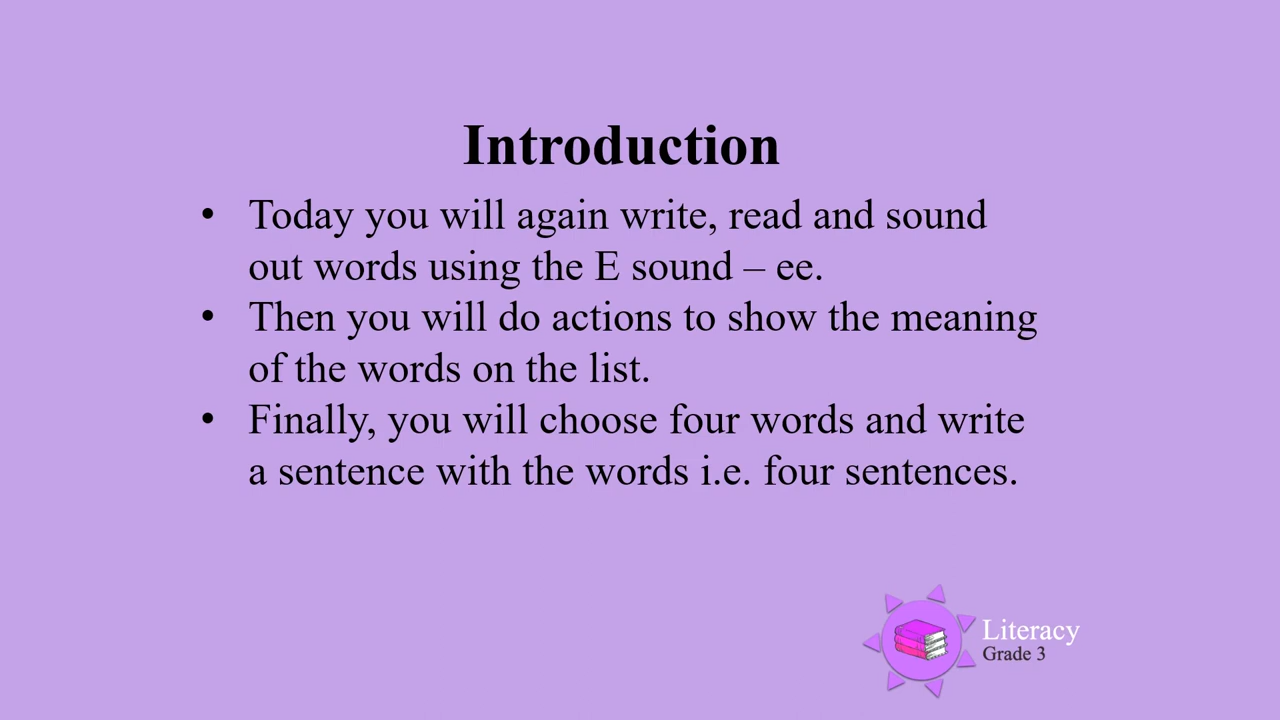 Introduction
• Today you will again write, read and sound
out words using the E sound – ee.
• Then you will do actions to show the meaning
of the words on the list.
• Finally, you will choose four words and write
a sentence with the words i.e. four sentences.
Literacy
Grade 3